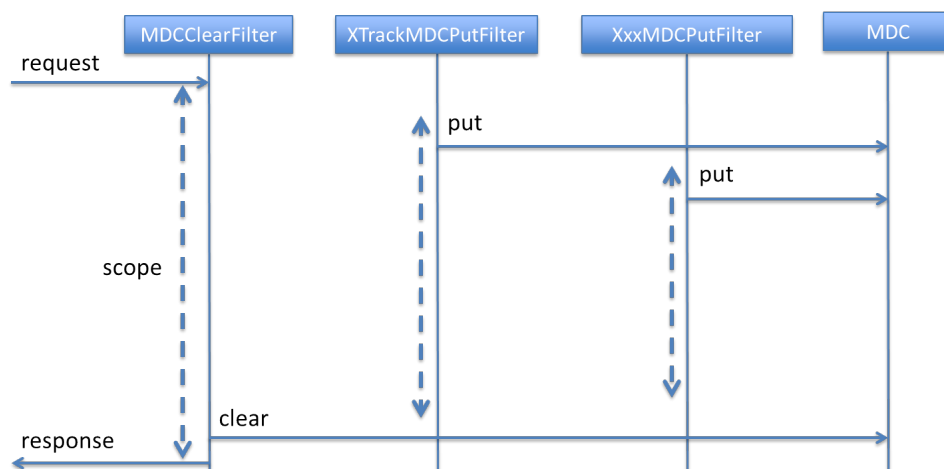 MDCClearFilter
XTrackMDCPutFilter
XxxMDCPutFilter
MDC
request
put
put
scope
clear
response